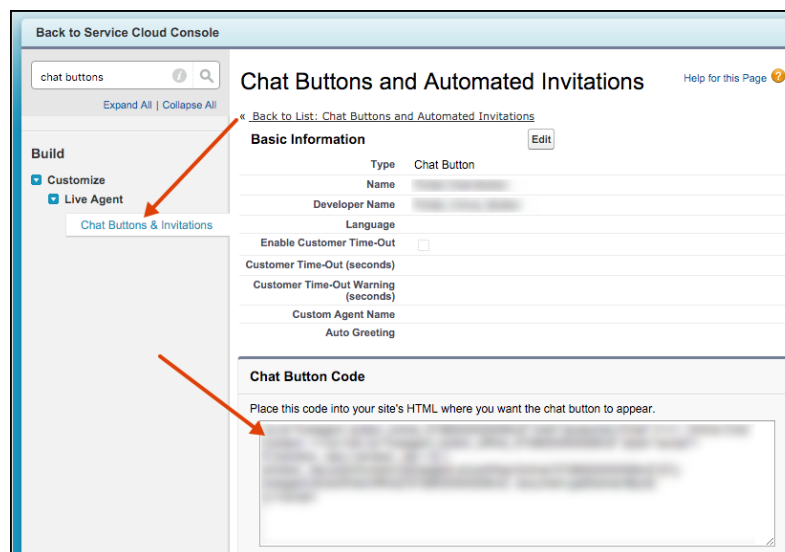 Back to Service Cloud Console
chat buttons
Expand All | Collapse All
Build
Customize
Live Agent
Chat Buttons & Invitations
Chat Buttons and Automated Invitations
Help for this Page
« Back to List: Chat Buttons and Automated Invitations
Basic Information
Edit
Type Chat Button
Name
Developer Name
Language
Enable Customer Time-Out
Customer Time-Out (seconds)
Customer Time-Out Warning
(seconds)
Custom Agent Name
Auto Greeting
Chat Button Code
Place this code into your site's HTML where you want the chat button to appear.